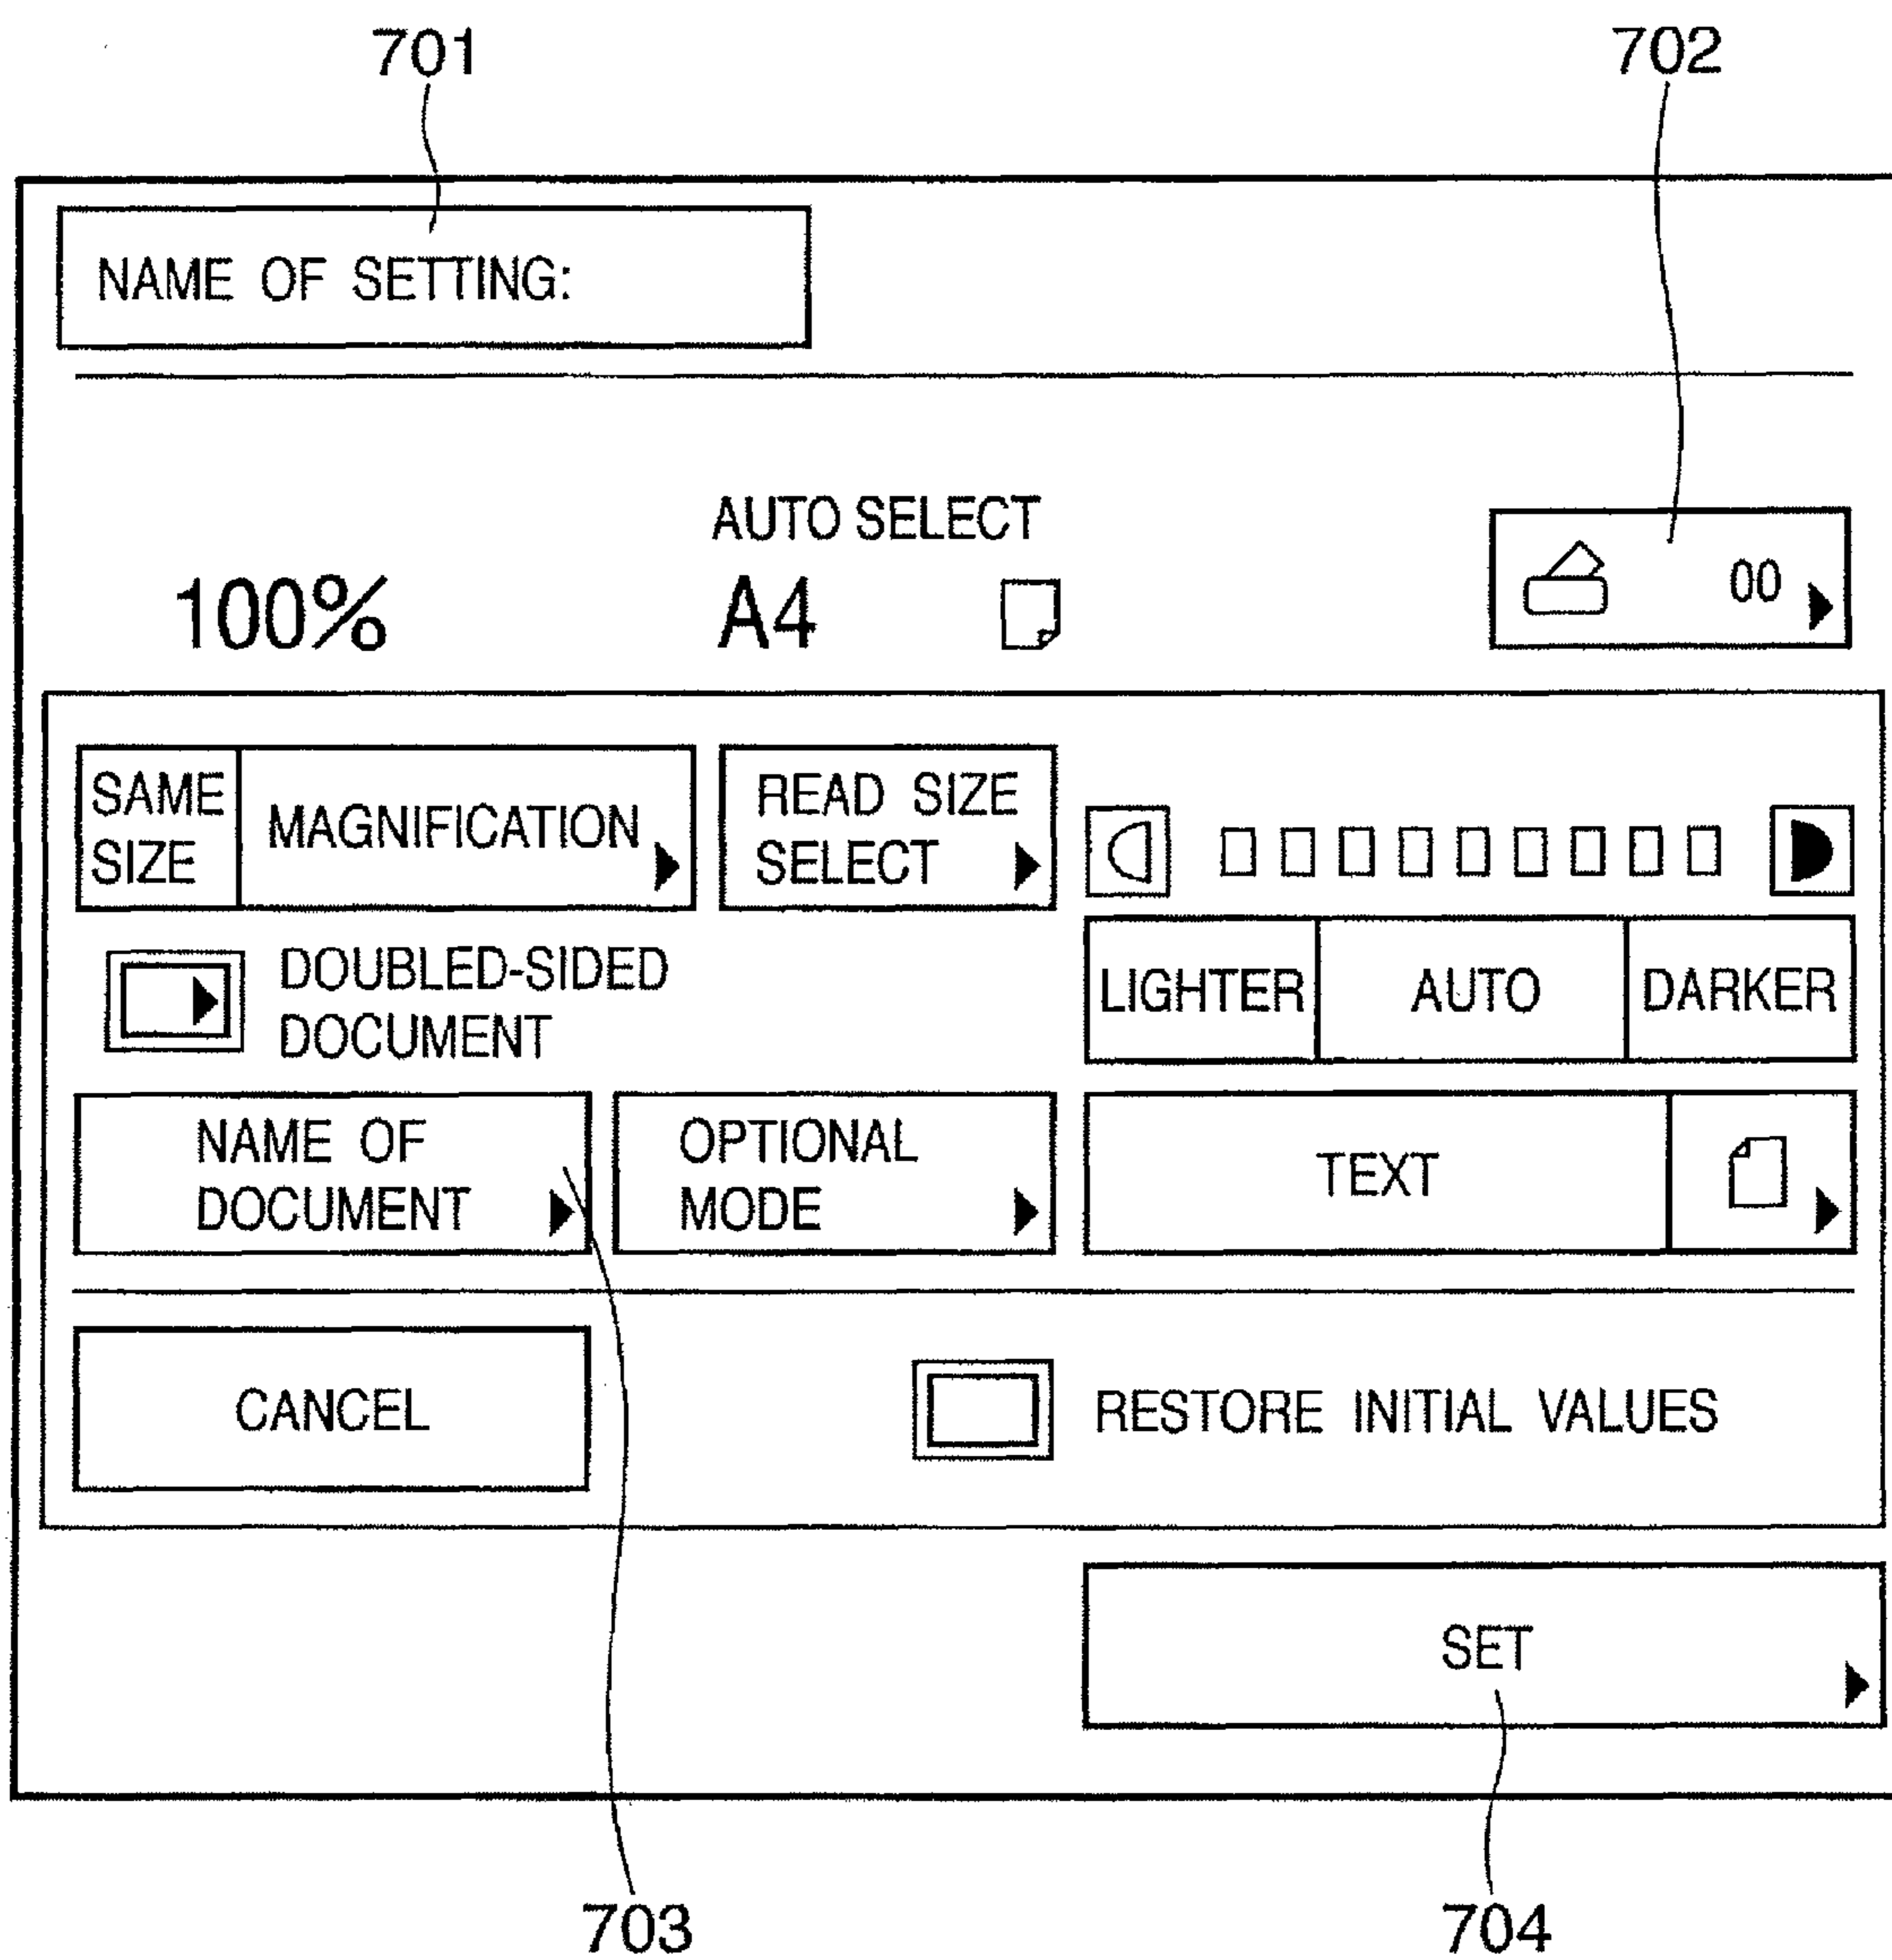 701
702
NAME OF SETTING:
AUTO SELECT
100%
A4
00
SAME
SIZE
MAGNIFICATION
READ SIZE
SELECT
DOUBLED-SIDED
DOCUMENT
LIGHTER
AUTO
DARKER
NAME OF
DOCUMENT
OPTIONAL
MODE
TEXT
CANCEL
RESTORE INITIAL VALUES
SET
703
704